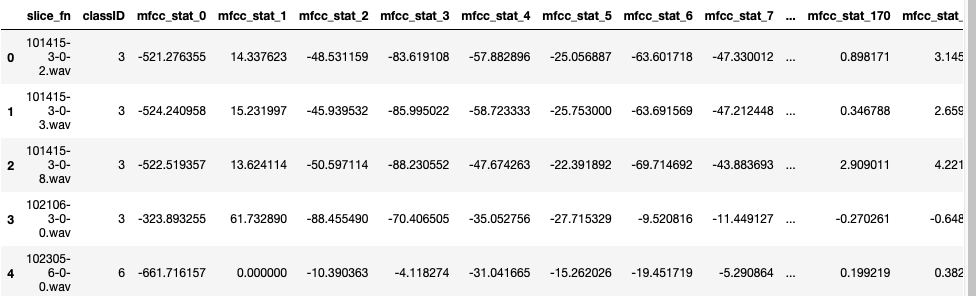 slice_fn classID mfcc_stat_0 mfcc_stat_1 mfcc_stat_2 mfcc_stat_3 mfcc_stat_4 mfcc_stat_5 mfcc_stat_6 mfcc_stat_7 ... mfcc_stat_170 mfcc_stat_
101415-
0 3-0- 3 -521.276355 14.337623 -48.531159 -83.619108 -57.882896 -25.056887 -63.601718 -47.330012 ... 0.898171 3.145
2.wav
101415-
1 3-0- 3 -524.240958 15.231997 -45.939532 -85.995022 -58.723333 -25.753000 -63.691569 -47.212448 ... 0.346788 2.659
3.wav
101415-
2 3-0- 3 -522.519357 13.624114 -50.597114 -88.230552 -47.674263 -22.391892 -69.714692 -43.883693 ... 2.909011 4.221
8.wav
102106-
3 3-0- 3 -323.893255 61.732890 -88.455490 -70.406505 -35.052756 -27.715329 -9.520816 -11.449127 ... -0.270261 -0.648
0.wav
102305-
4 6-0- 6 -661.716157 0.000000 -10.390363 -4.118274 -31.041665 -15.262026 -19.451719 -5.290864 ... 0.199219 0.382
0.wav